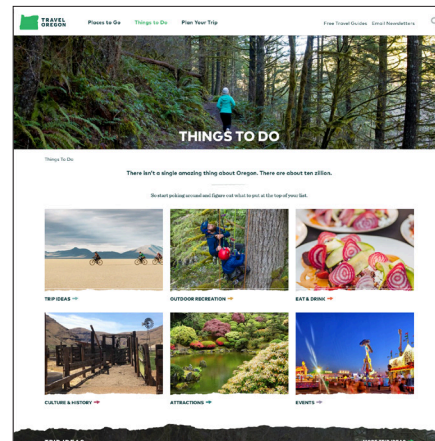 TRAVEL
OREGON
Places to Go
Things to Do
Plan Your Trip
Free Travel Guides
Email Newsletters
THINGS TO DO
Things To Do
There isn't a single amazing thing about Oregon. There are about ten zillion.
So start poking around and figure out what to put at the top of your list.
TRIP IDEAS
OUTDOOR RECREATION
EAT & DRINK
CULTURE & HISTORY
ATTRACTIONS
EVENTS
TRIP IDEAS